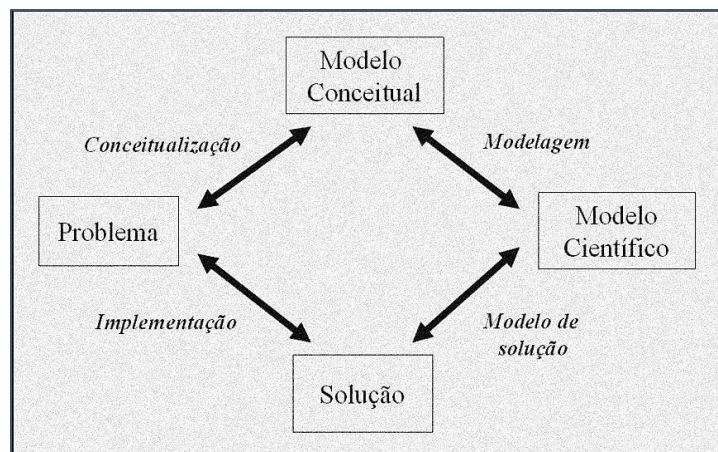 Modelo
Conceitual
Conceitualização
Modelagem
Problema
Modelo
Científico
Implementação
Modelo de
solução
Solução